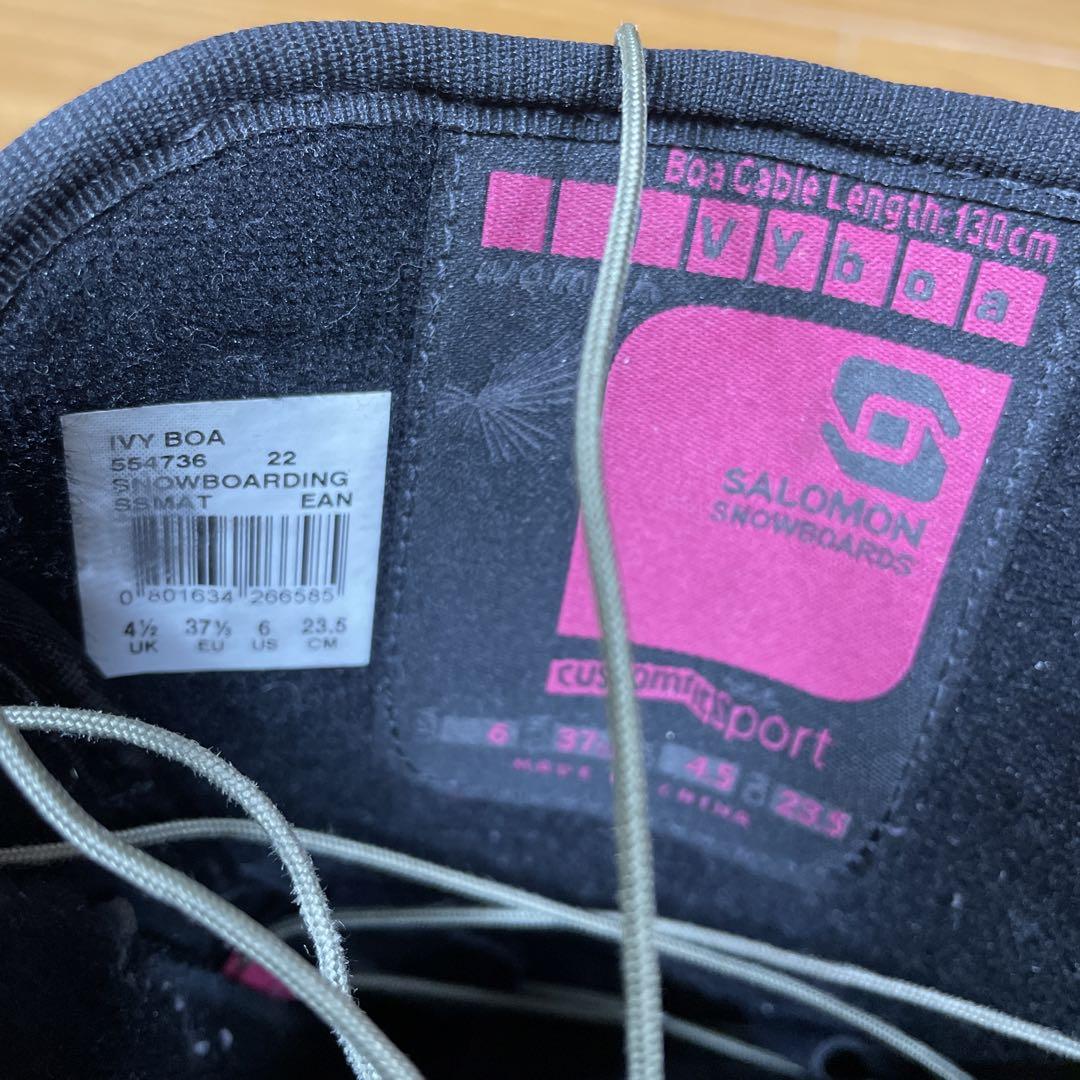 IVY BOA
554736 22
SNOWBOARDING
SSMAT EAN
0 801634 266585
4½ 37⅓ 6 23.5
UK EU US CM
Boa Cable Length: 130cm
V y b o a
SALOMON
SNOWBOARDS
sport
6 37 4.5 23.5